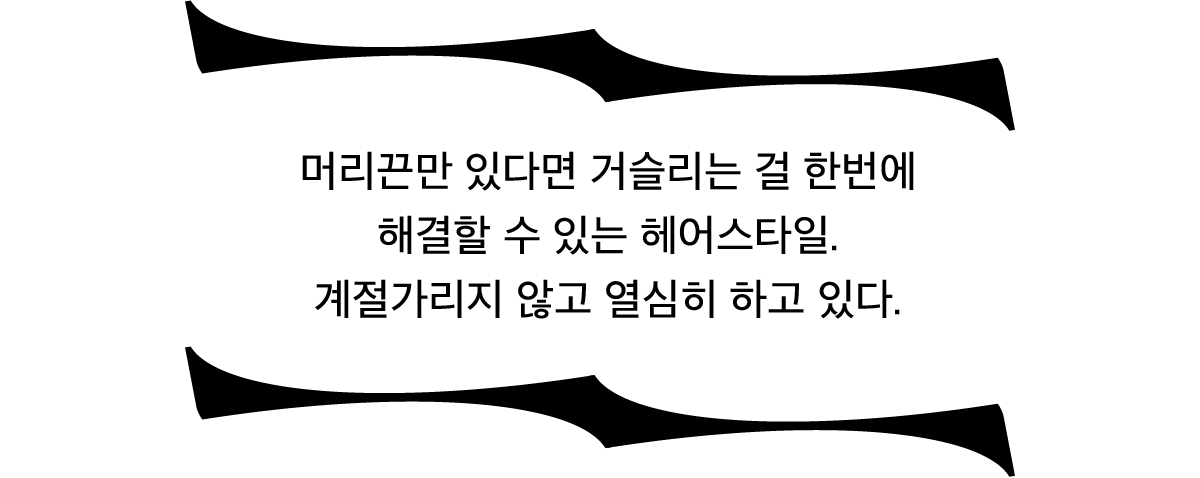 머리끈만 있다면 거슬리는 걸 한번에
해결할 수 있는 헤어스타일.
계절가리지 않고 열심히 하고 있다.